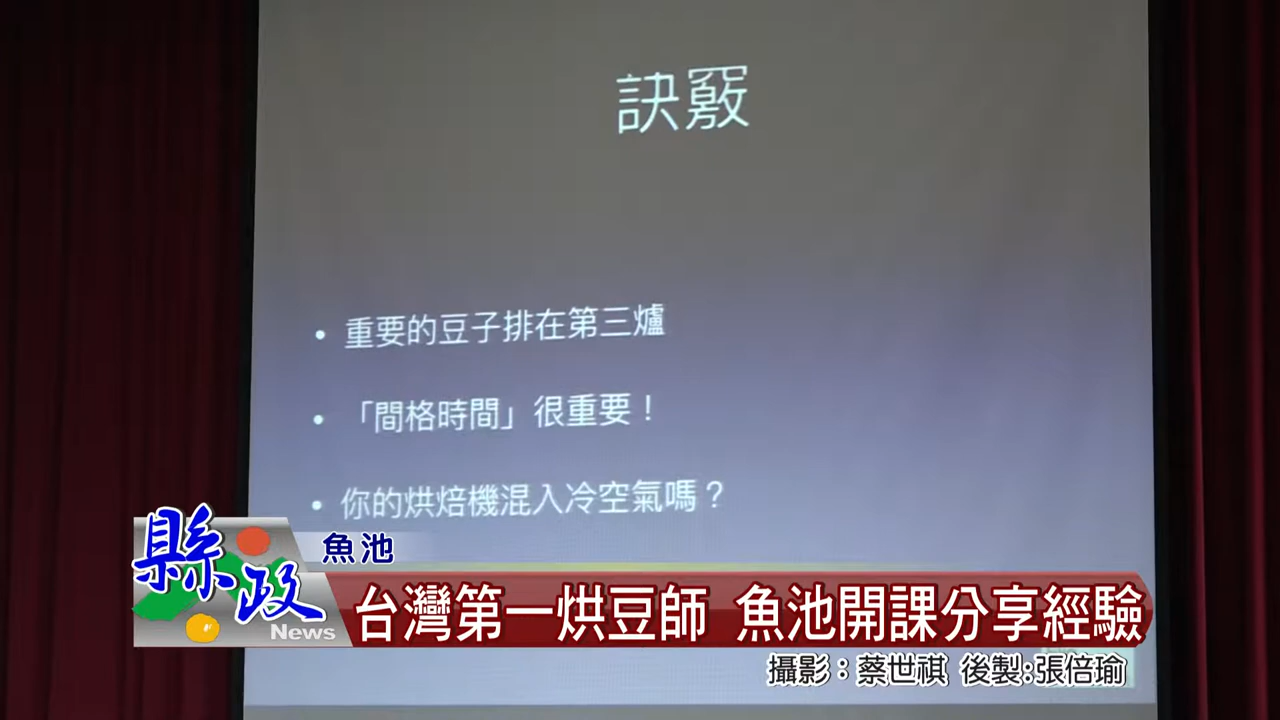 訣竅
• 重要的豆子排在第三爐
• 「間格時間」很重要！
• 你的烘焙機混入冷空氣嗎？
縣政
News
魚池
台灣第一烘豆師 魚池開課分享經驗
攝影：蔡世祺 後製:張倍瑜